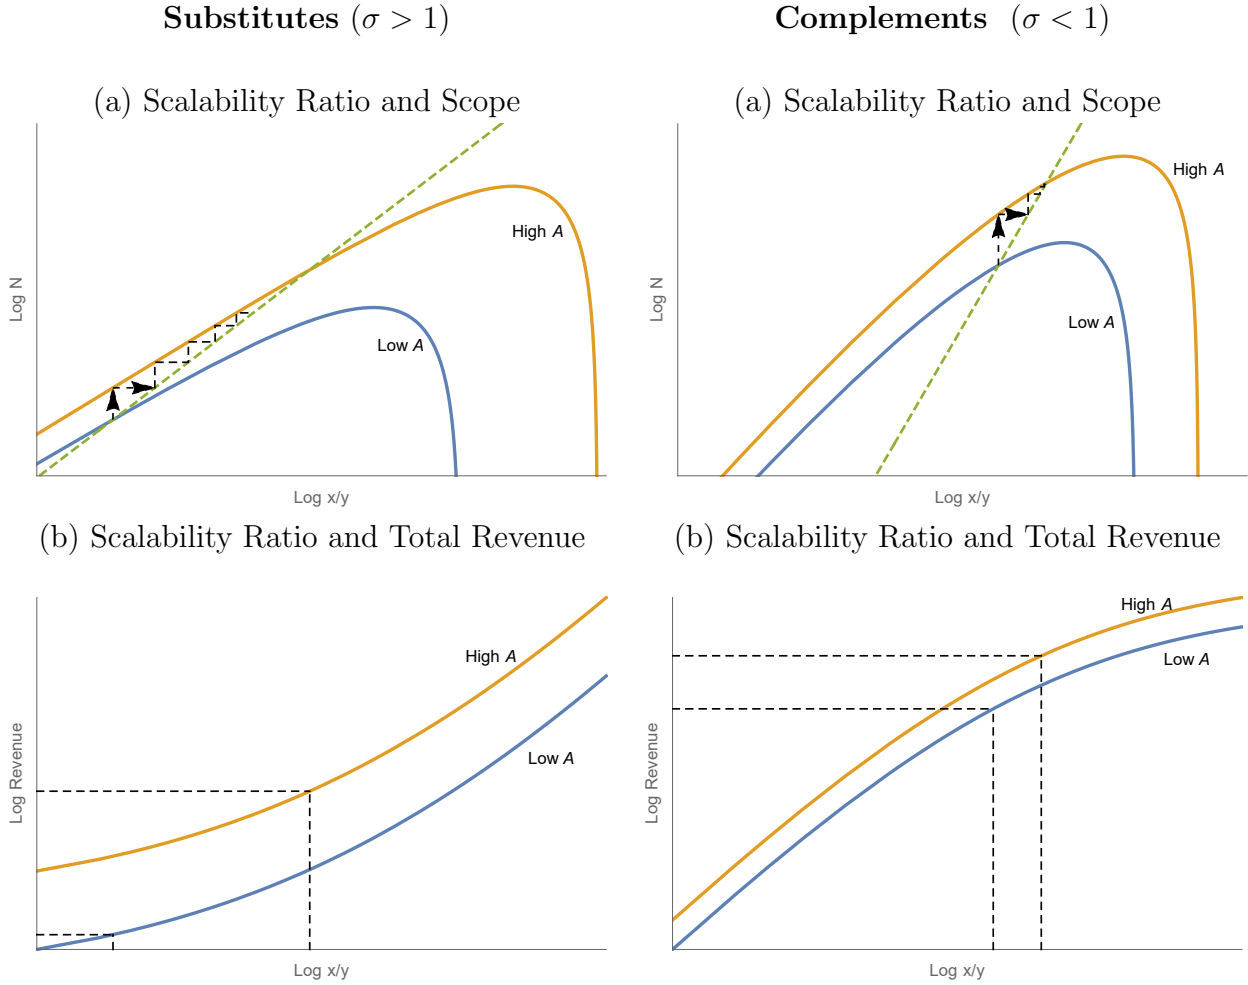 Substitutes (σ > 1)
Complements (σ < 1)
(a) Scalability Ratio and Scope
(a) Scalability Ratio and Scope
High A
Low A
Log N
Log x/y
High A
Low A
Log N
Log x/y
(b) Scalability Ratio and Total Revenue
(b) Scalability Ratio and Total Revenue
High A
Low A
Log Revenue
Log x/y
High A
Low A
Log Revenue
Log x/y